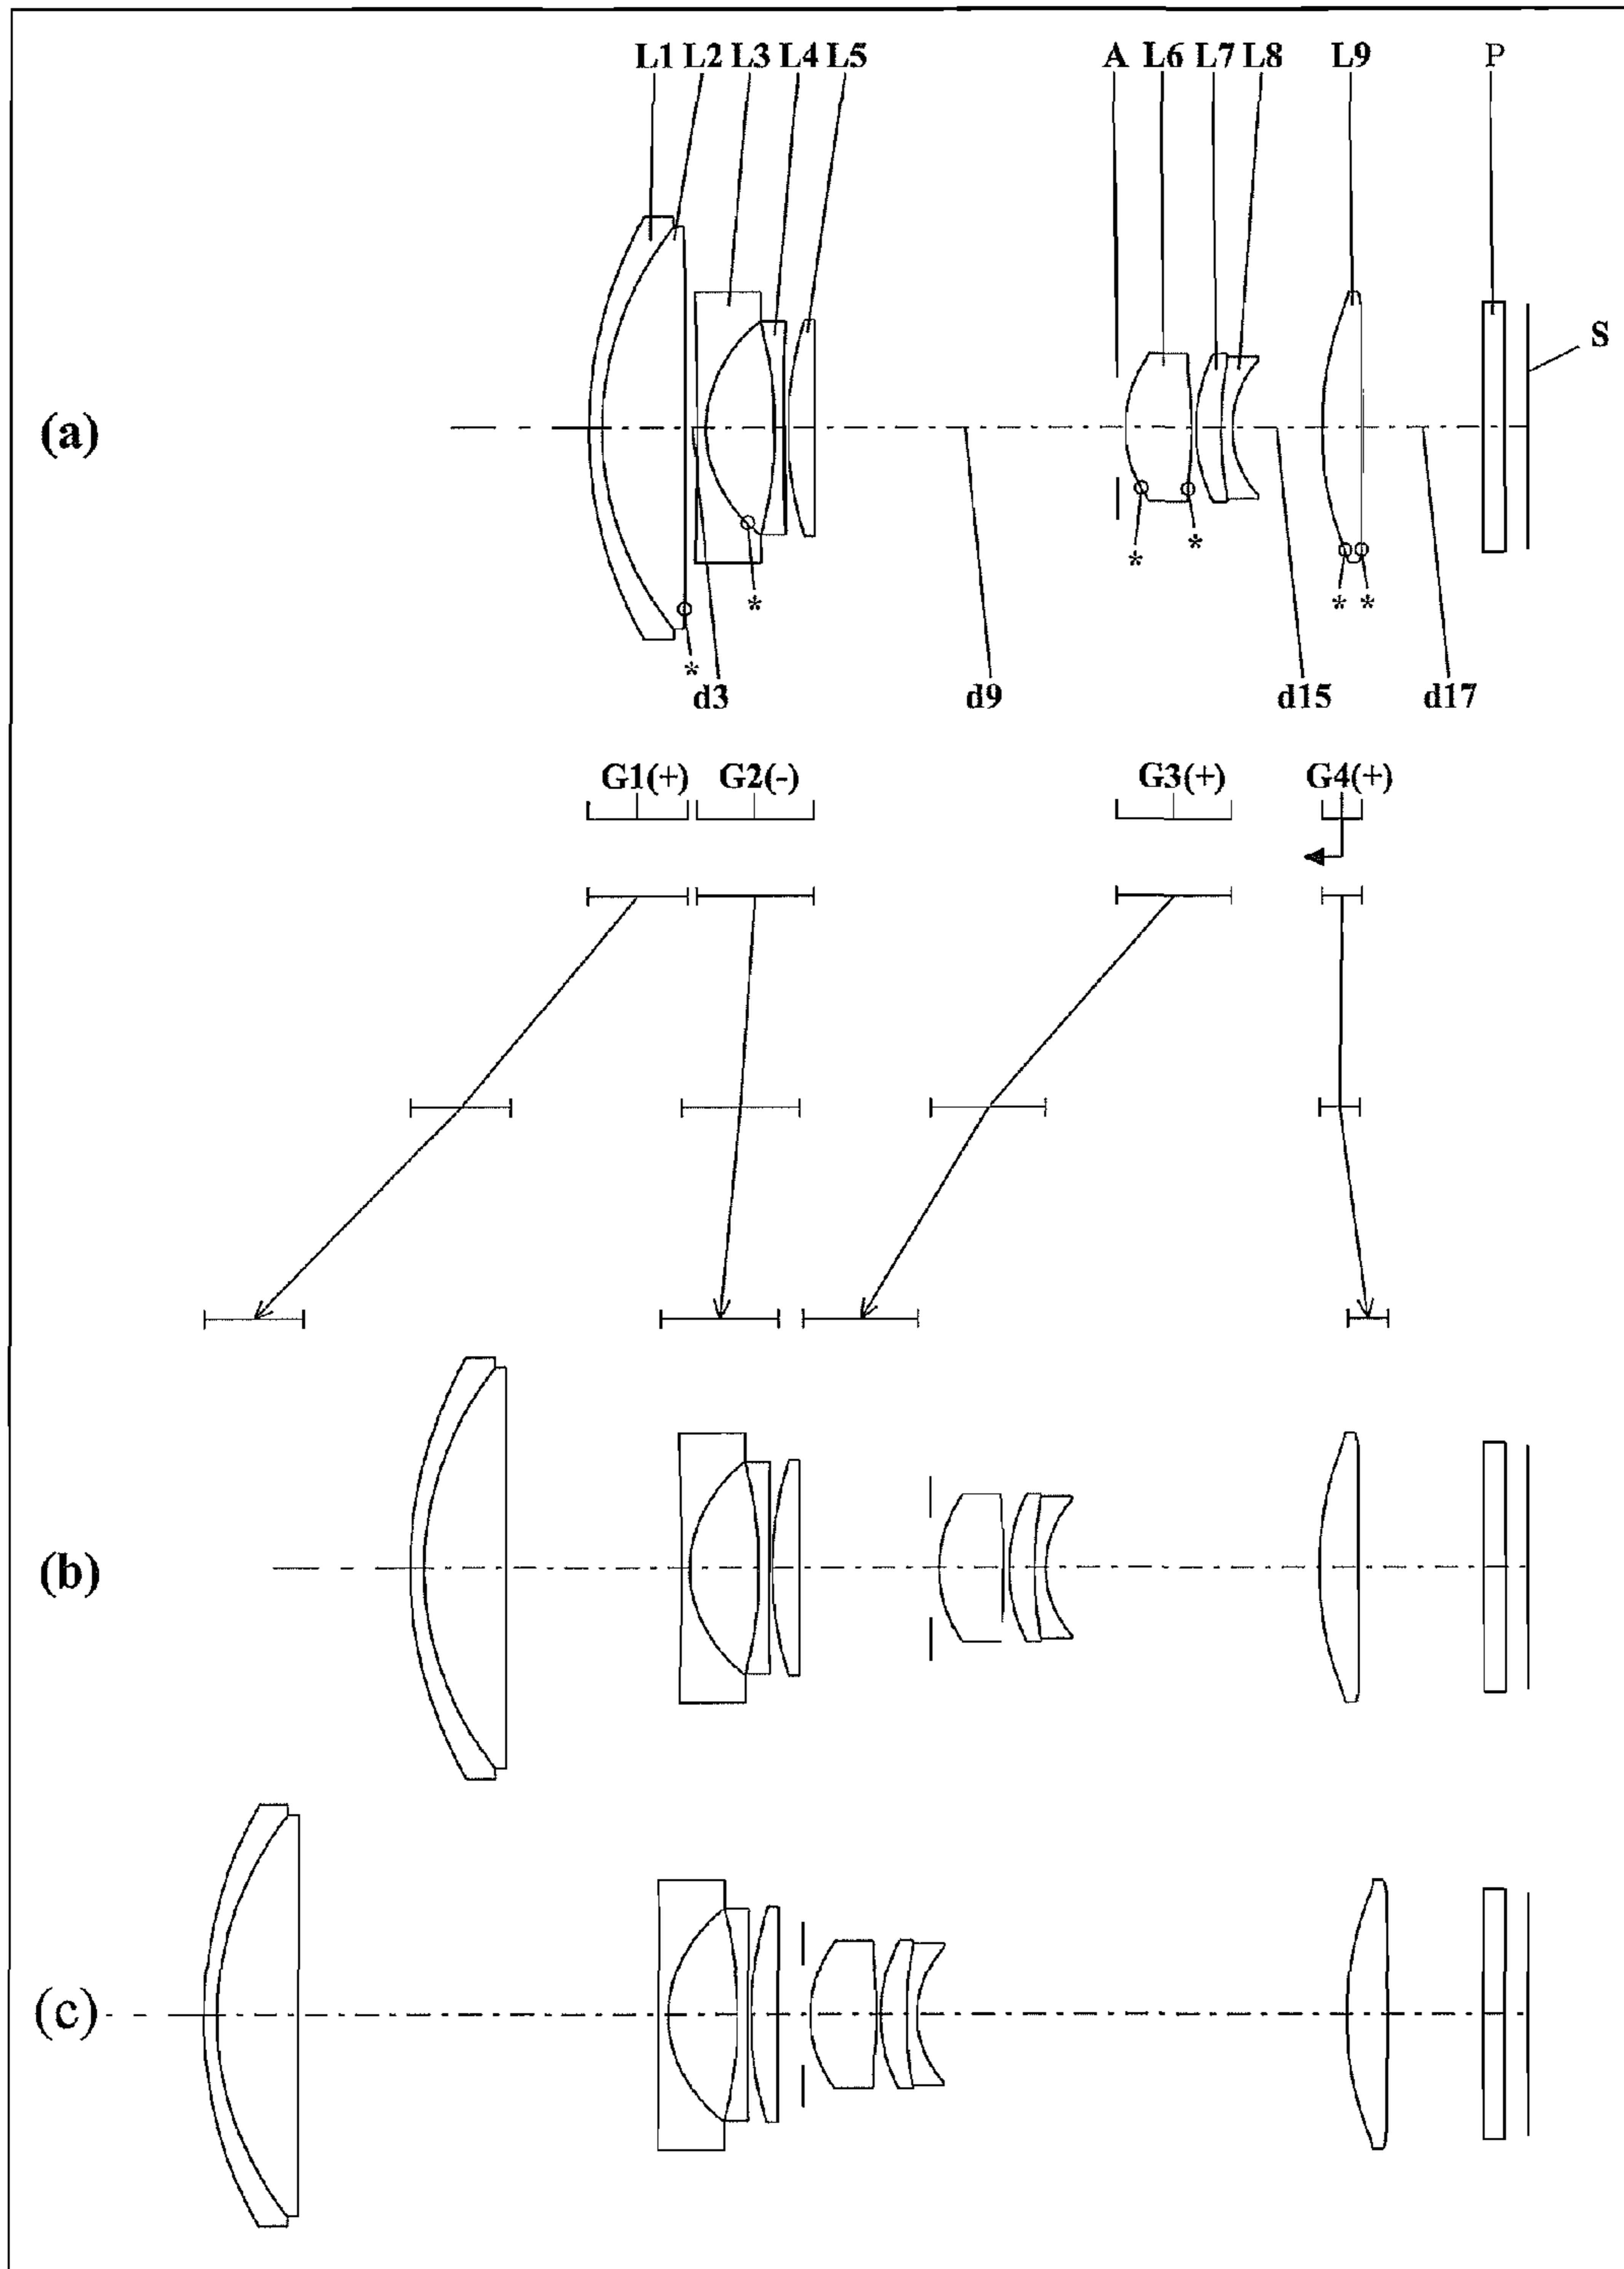 L1 L2 L3 L4 L5 A L6 L7 L8 L9 P
S
(a)
* *
* * *
*
d3 d9 d15 d17
G1(+) G2(-) G3(+) G4(+)
(b)
(c)